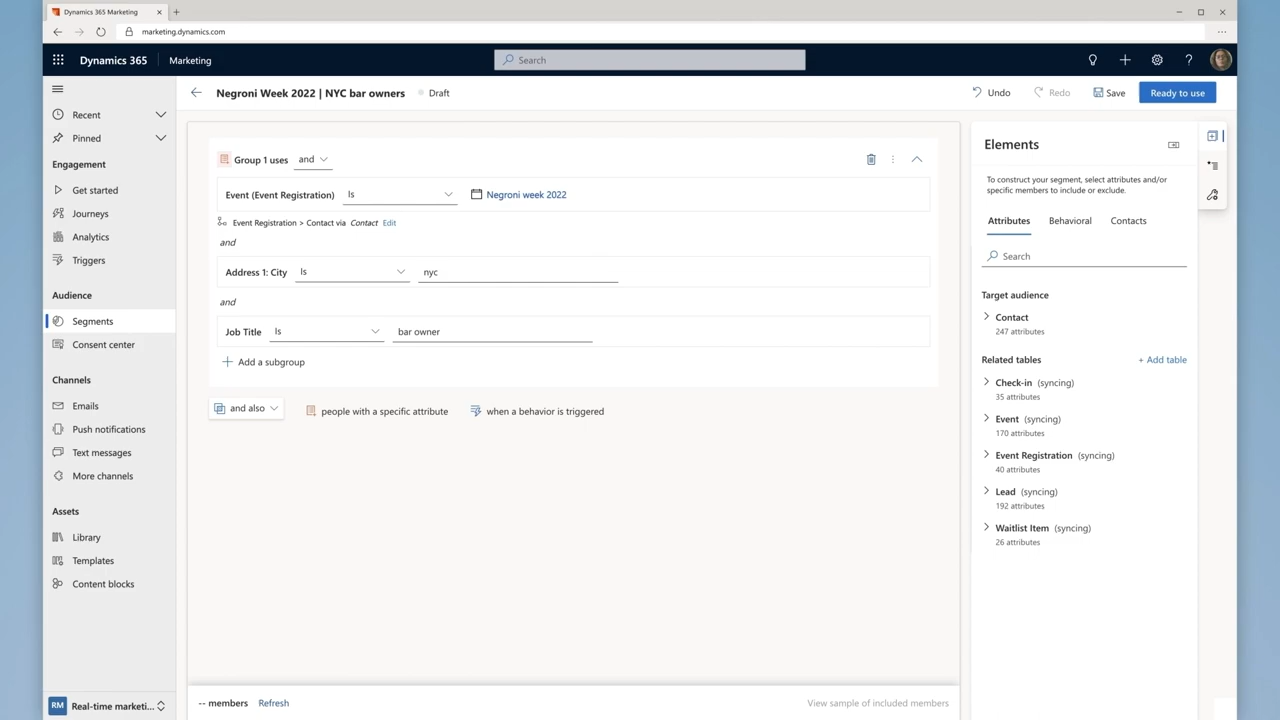 Dynamics 365 Marketing
marketing.dynamics.com
Dynamics 365 Marketing
Search
Negroni Week 2022 | NYC bar owners Draft
Undo Redo Save Ready to use
Recent
Pinned
Engagement
Get started
Journeys
Analytics
Triggers
Audience
Segments
Consent center
Channels
Emails
Push notifications
Text messages
More channels
Assets
Library
Templates
Content blocks
RM Real-time marketi...
Group 1 uses and
Event (Event Registration) Is Negroni week 2022
Event Registration > Contact via Contact Edit
and
Address 1: City Is nyc
and
Job Title Is bar owner
Add a subgroup
and also people with a specific attribute when a behavior is triggered
-- members Refresh View sample of included members
Elements
To construct your segment, select attributes and/or
specific members to include or exclude.
Attributes Behavioral Contacts
Search
Target audience
Contact
247 attributes
Related tables + Add table
Check-in (syncing)
35 attributes
Event (syncing)
170 attributes
Event Registration (syncing)
40 attributes
Lead (syncing)
192 attributes
Waitlist Item (syncing)
26 attributes